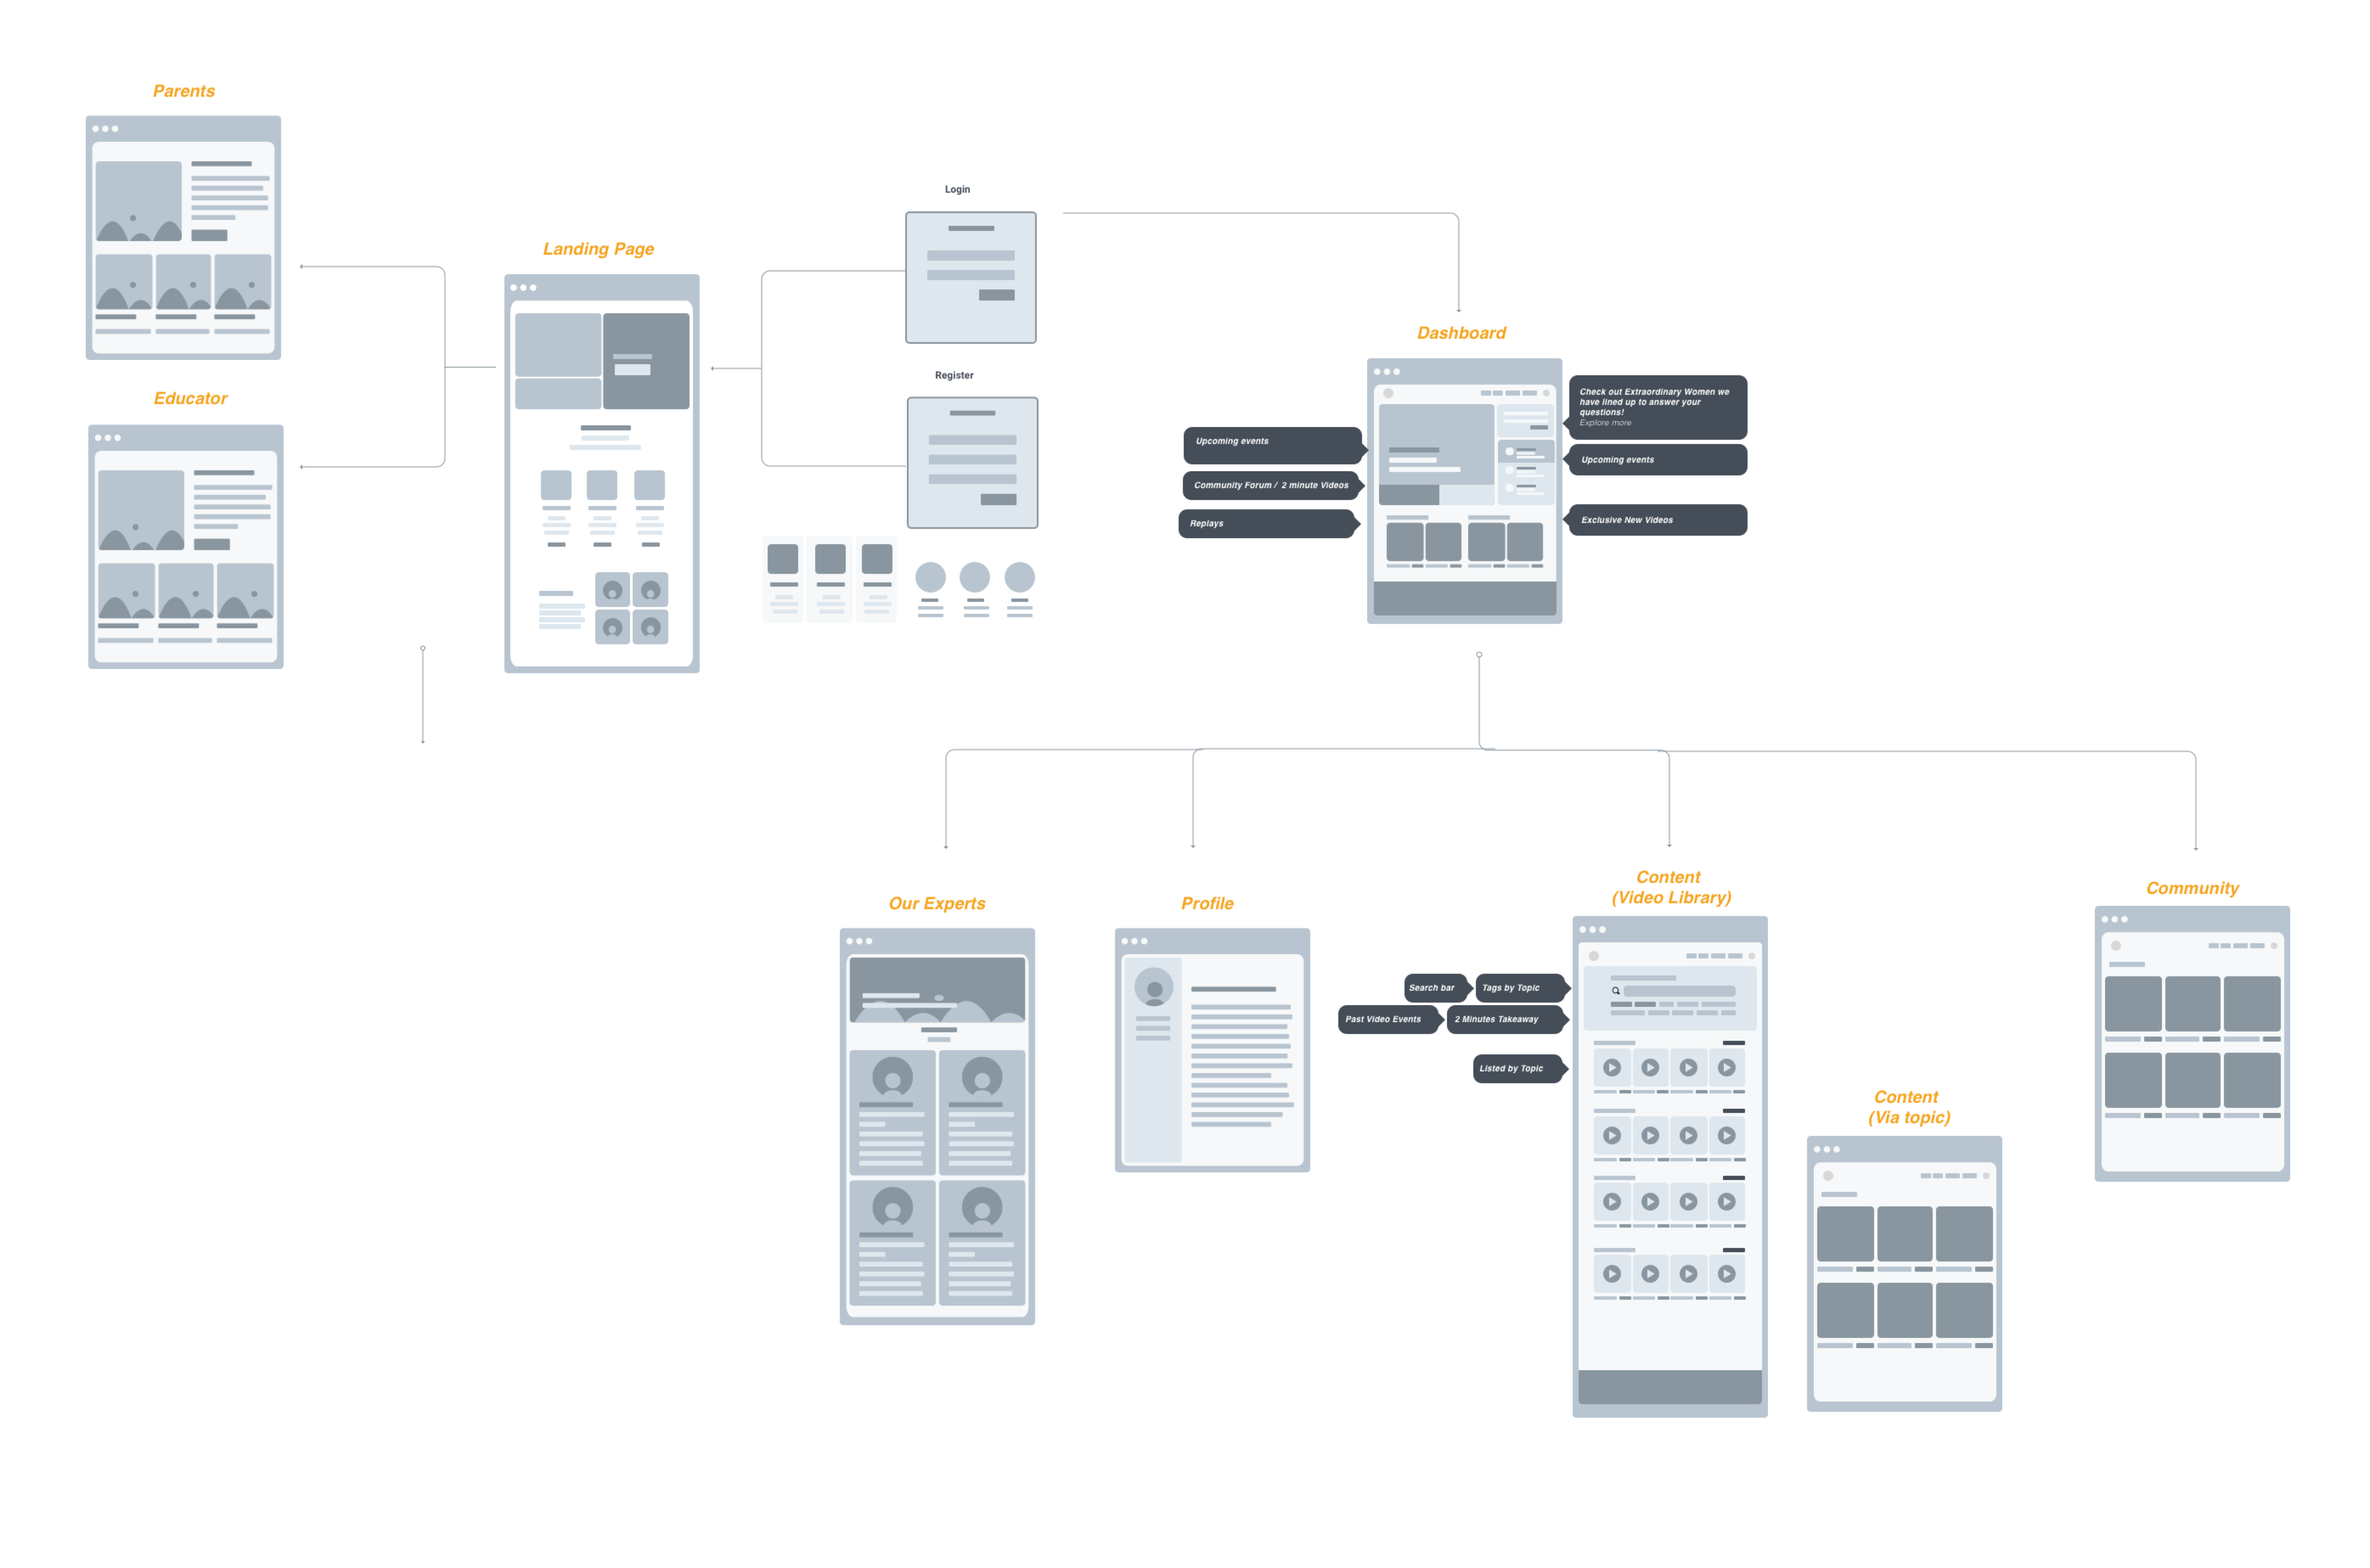 Parents
Educator
Landing Page
Login
Register
Dashboard
Upcoming events
Community Forum / 2 minute Videos
Replays
Check out Extraordinary Women we
have lined up to answer your
questions!
Explore more
Upcoming events
Exclusive New Videos
Our Experts
Profile
Content
(Video Library)
Search bar
Tags by Topic
Past Video Events
2 Minutes Takeaway
Listed by Topic
Content
(Via topic)
Community